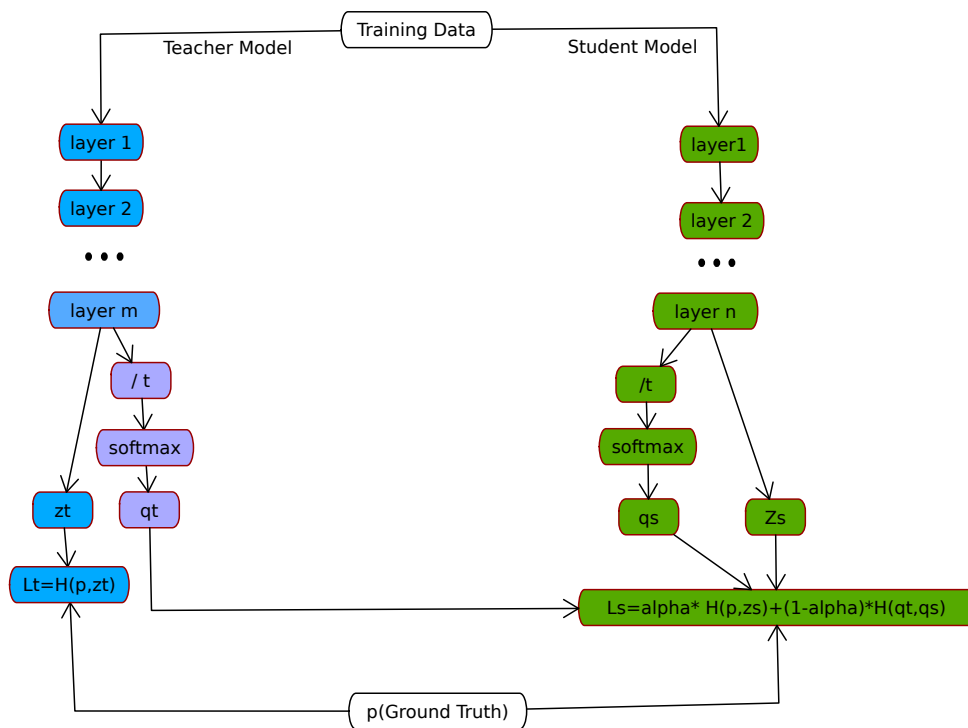 Training Data
Teacher Model
Student Model
layer 1
layer1
layer 2
layer 2
layer m
layer n
/ t
/t
softmax
softmax
zt
qt
qs
Zs
Lt=H(p,zt)
Ls=alpha* H(p,zs)+(1-alpha)*H(qt,qs)
p(Ground Truth)